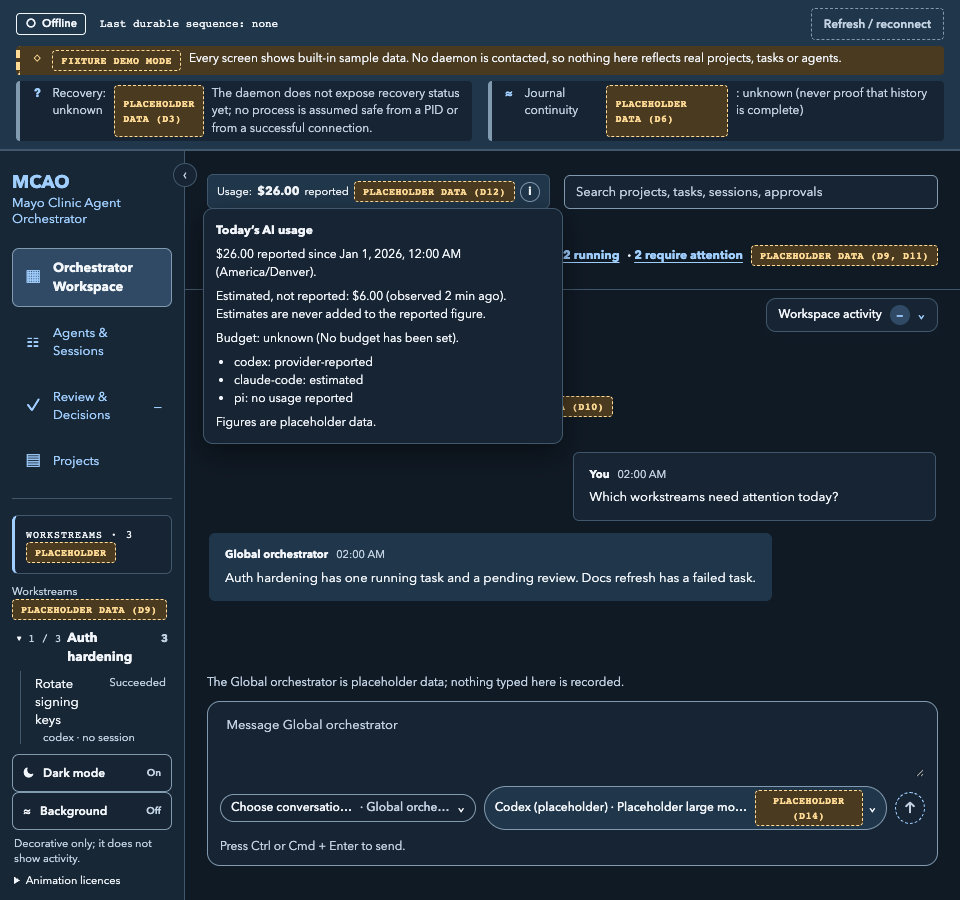 Offline
Last durable sequence: none
Refresh / reconnect
FIXTURE DEMO MODE Every screen shows built-in sample data. No daemon is contacted, so nothing here reflects real projects, tasks or agents.
? Recovery: unknown
PLACEHOLDER DATA (D3)
The daemon does not expose recovery status
yet; no process is assumed safe from a PID or
from a successful connection.
≈ Journal continuity
PLACEHOLDER DATA (D6)
: unknown (never proof that history
is complete)
MCAO
Mayo Clinic Agent
Orchestrator
Orchestrator
Workspace
Agents &
Sessions
Review &
Decisions
–
Projects
WORKSTREAMS · 3
PLACEHOLDER
Workstreams
PLACEHOLDER DATA (D9)
▾ 1 / 3 Auth hardening 3
Rotate signing keys Succeeded
codex · no session
Dark mode On
≈ Background Off
Decorative only; it does not
show activity.
Animation licences
‹
Usage: $26.00 reported PLACEHOLDER DATA (D12) i
Search projects, tasks, sessions, approvals
Today's AI usage
$26.00 reported since Jan 1, 2026, 12:00 AM
(America/Denver).
Estimated, not reported: $6.00 (observed 2 min ago).
Estimates are never added to the reported figure.
Budget: unknown (No budget has been set).
• codex: provider-reported
• claude-code: estimated
• pi: no usage reported
Figures are placeholder data.
2 running · 2 require attention PLACEHOLDER DATA (D9, D11)
Workspace activity –
(D10)
You 02:00 AM
Which workstreams need attention today?
Global orchestrator 02:00 AM
Auth hardening has one running task and a pending review. Docs refresh has a failed task.
The Global orchestrator is placeholder data; nothing typed here is recorded.
Message Global orchestrator
Choose conversatio… · Global orche…
Codex (placeholder) · Placeholder large mo… PLACEHOLDER (D14)
Press Ctrl or Cmd + Enter to send.